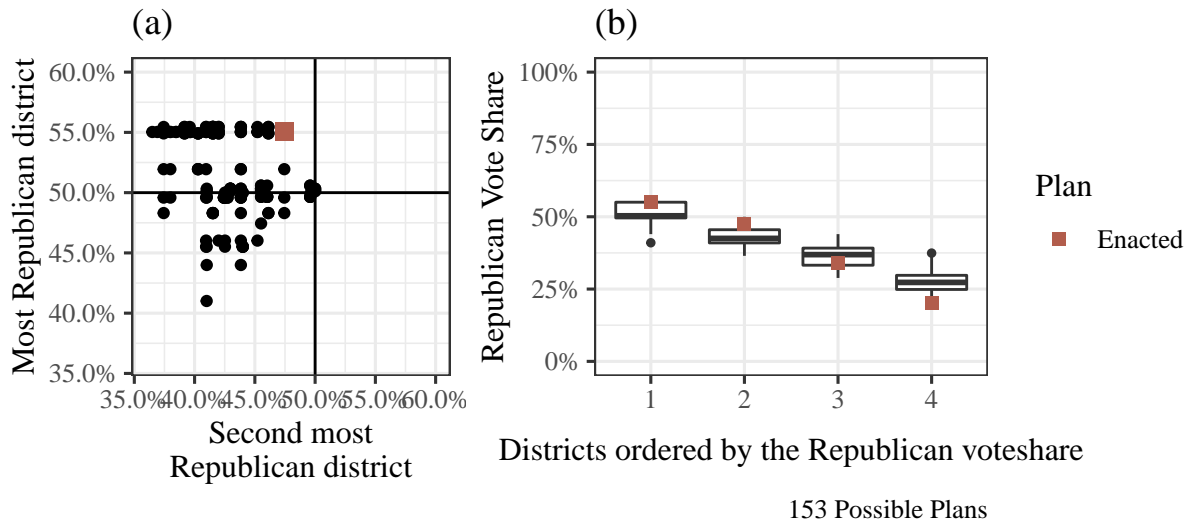 (a)
Most Republican district
60.0%
55.0%
50.0%
45.0%
40.0%
35.0%
35.0% 40.0% 45.0% 50.0% 55.0% 60.0%
Second most
Republican district
(b)
Republican Vote Share
100%
75%
50%
25%
0%
1 2 3 4
Districts ordered by the Republican voteshare
Plan
Enacted
153 Possible Plans